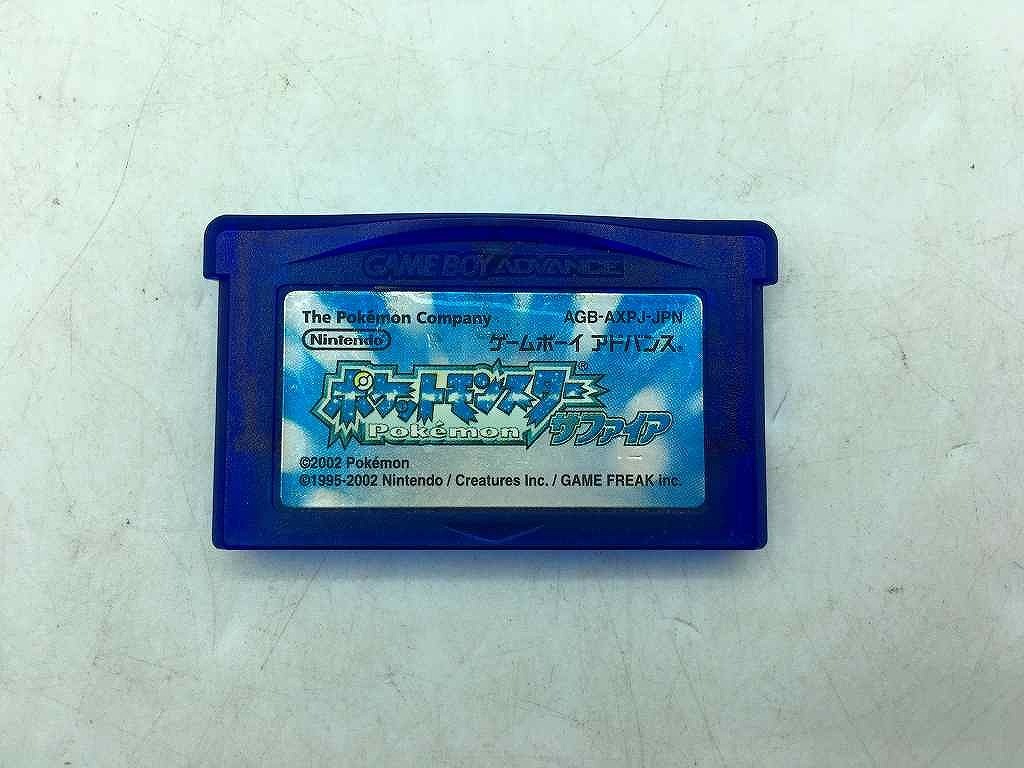 GAME BOY ADVANCE
The Pokémon Company AGB-AXPJ-JPN
Nintendo ゲームボーイ アドバンス®
ポケットモンスター®
Pokémon サファイア
©2002 Pokémon
©1995-2002 Nintendo / Creatures Inc. / GAME FREAK inc.